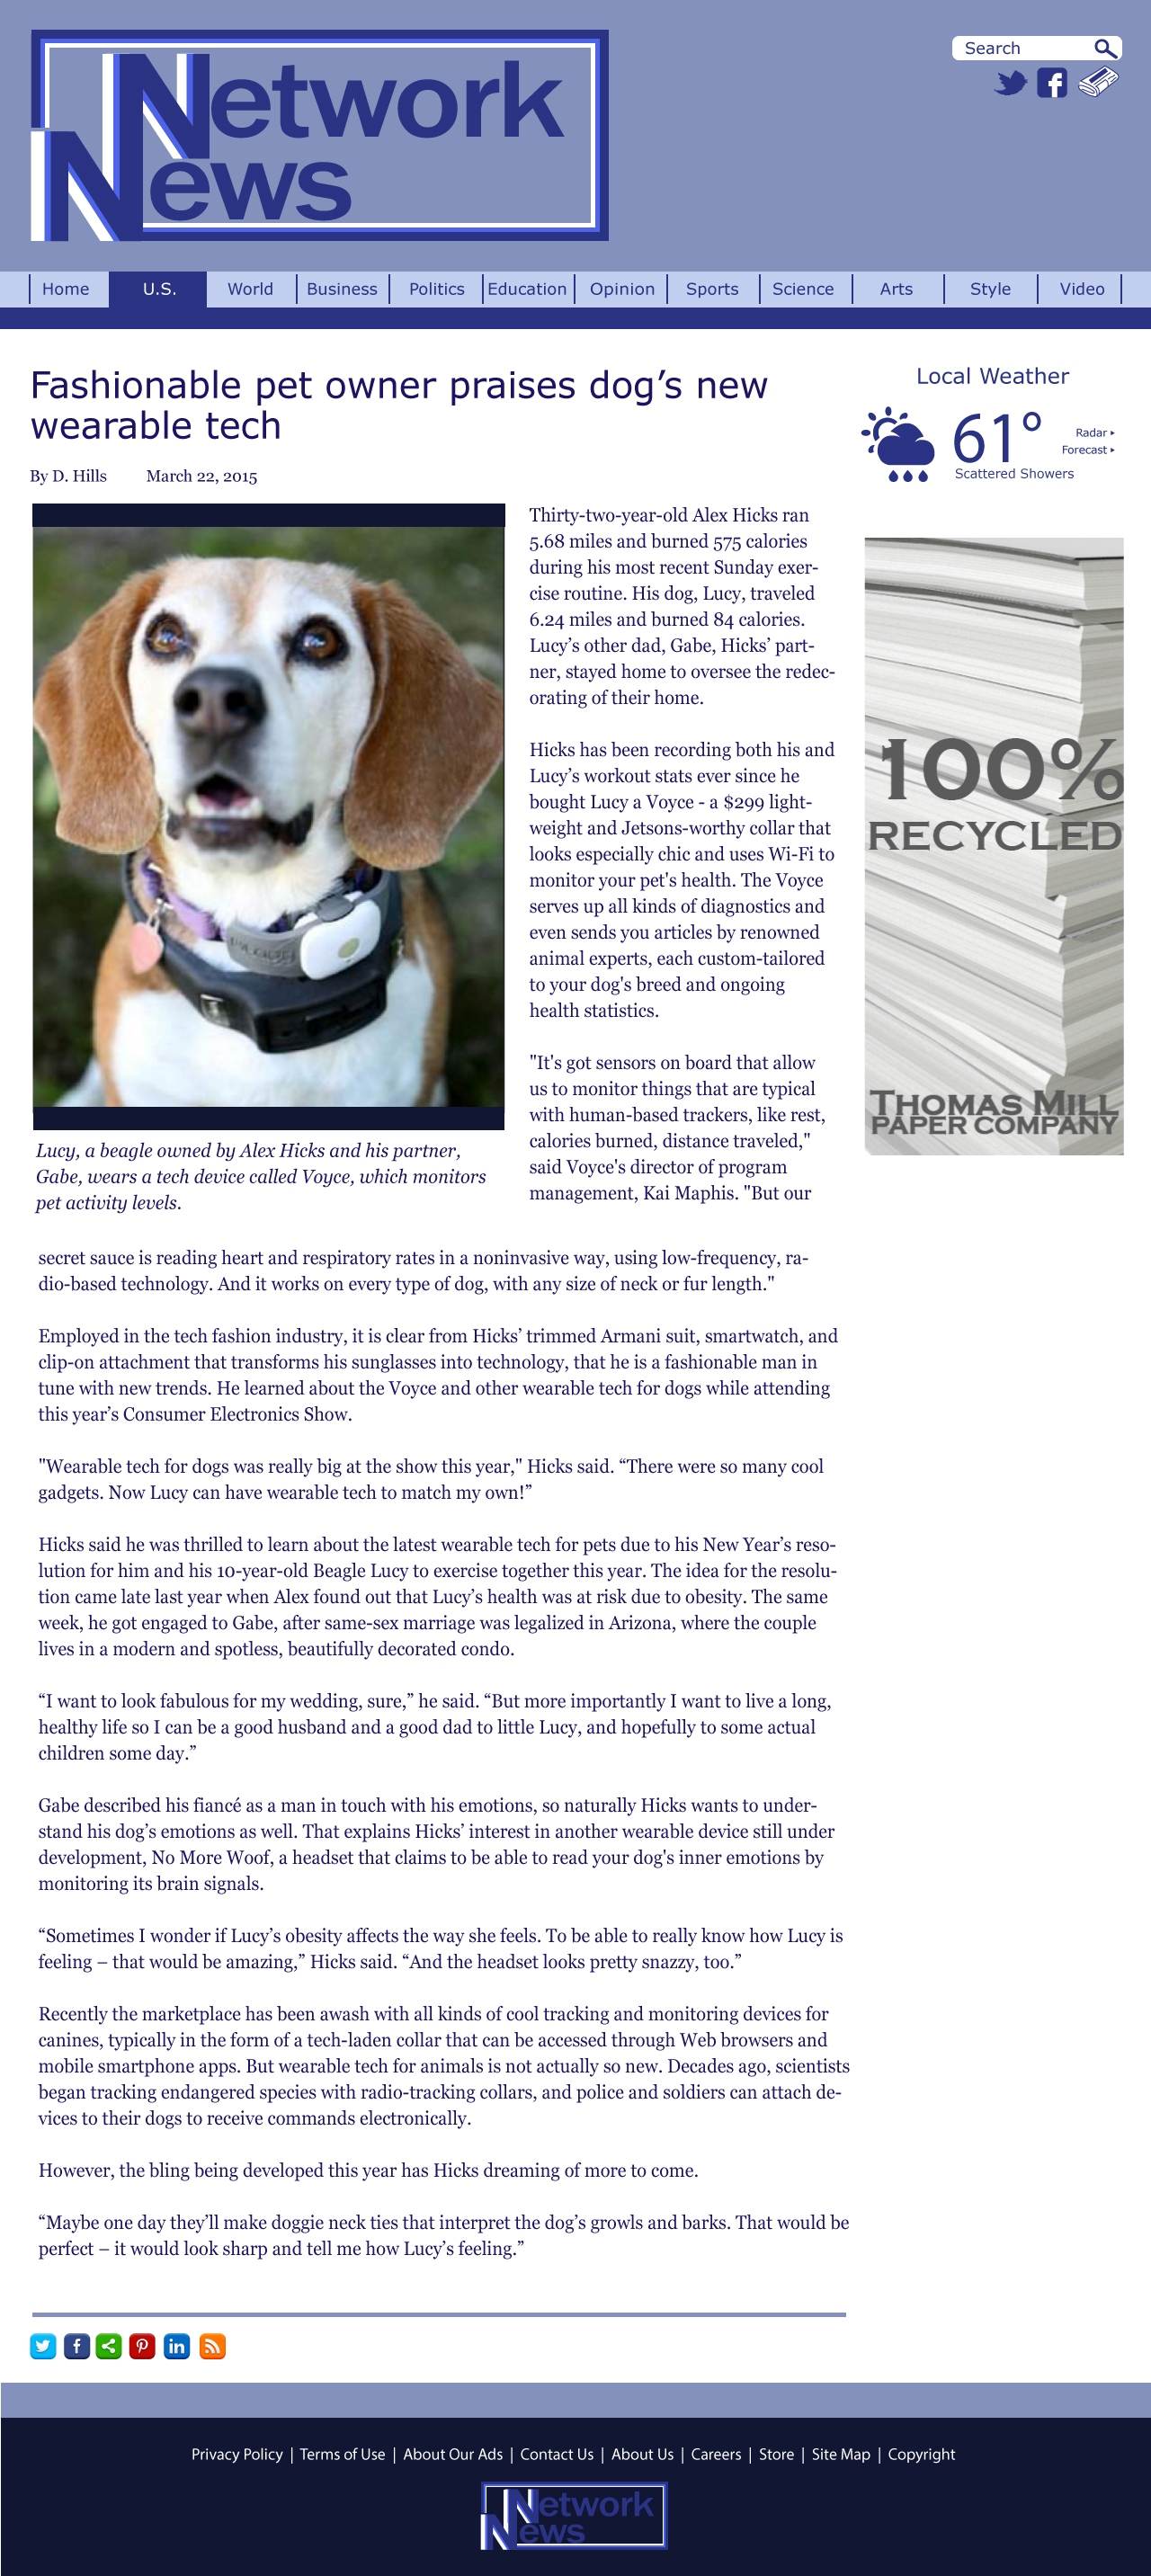 Network
News
Search
Home
U.S.
World
Business
Politics
Education
Opinion
Sports
Science
Arts
Style
Video
Fashionable pet owner praises dog’s new
wearable tech
By D. Hills March 22, 2015
Local Weather
61°
Radar
Forecast
Scattered Showers
100%
RECYCLED
THOMAS MILL
PAPER COMPANY
Thirty-two-year-old Alex Hicks ran
5.68 miles and burned 575 calories
during his most recent Sunday exer-
cise routine. His dog, Lucy, traveled
6.24 miles and burned 84 calories.
Lucy’s other dad, Gabe, Hicks’ part-
ner, stayed home to oversee the redec-
orating of their home.
Hicks has been recording both his and
Lucy’s workout stats ever since he
bought Lucy a Voyce - a $299 light-
weight and Jetsons-worthy collar that
looks especially chic and uses Wi-Fi to
monitor your pet's health. The Voyce
serves up all kinds of diagnostics and
even sends you articles by renowned
animal experts, each custom-tailored
to your dog's breed and ongoing
health statistics.
"It's got sensors on board that allow
us to monitor things that are typical
with human-based trackers, like rest,
calories burned, distance traveled,"
said Voyce's director of program
management, Kai Maphis. "But our
Lucy, a beagle owned by Alex Hicks and his partner,
Gabe, wears a tech device called Voyce, which monitors
pet activity levels.
secret sauce is reading heart and respiratory rates in a noninvasive way, using low-frequency, ra-
dio-based technology. And it works on every type of dog, with any size of neck or fur length."
Employed in the tech fashion industry, it is clear from Hicks’ trimmed Armani suit, smartwatch, and
clip-on attachment that transforms his sunglasses into technology, that he is a fashionable man in
tune with new trends. He learned about the Voyce and other wearable tech for dogs while attending
this year’s Consumer Electronics Show.
"Wearable tech for dogs was really big at the show this year," Hicks said. “There were so many cool
gadgets. Now Lucy can have wearable tech to match my own!”
Hicks said he was thrilled to learn about the latest wearable tech for pets due to his New Year’s reso-
lution for him and his 10-year-old Beagle Lucy to exercise together this year. The idea for the resolu-
tion came late last year when Alex found out that Lucy’s health was at risk due to obesity. The same
week, he got engaged to Gabe, after same-sex marriage was legalized in Arizona, where the couple
lives in a modern and spotless, beautifully decorated condo.
“I want to look fabulous for my wedding, sure,” he said. “But more importantly I want to live a long,
healthy life so I can be a good husband and a good dad to little Lucy, and hopefully to some actual
children some day.”
Gabe described his fiancé as a man in touch with his emotions, so naturally Hicks wants to under-
stand his dog’s emotions as well. That explains Hicks’ interest in another wearable device still under
development, No More Woof, a headset that claims to be able to read your dog's inner emotions by
monitoring its brain signals.
“Sometimes I wonder if Lucy’s obesity affects the way she feels. To be able to really know how Lucy is
feeling – that would be amazing,” Hicks said. “And the headset looks pretty snazzy, too.”
Recently the marketplace has been awash with all kinds of cool tracking and monitoring devices for
canines, typically in the form of a tech-laden collar that can be accessed through Web browsers and
mobile smartphone apps. But wearable tech for animals is not actually so new. Decades ago, scientists
began tracking endangered species with radio-tracking collars, and police and soldiers can attach de-
vices to their dogs to receive commands electronically.
However, the bling being developed this year has Hicks dreaming of more to come.
“Maybe one day they’ll make doggie neck ties that interpret the dog’s growls and barks. That would be
perfect – it would look sharp and tell me how Lucy’s feeling.”
Privacy Policy | Terms of Use | About Our Ads | Contact Us | About Us | Careers | Store | Site Map | Copyright
Network
News